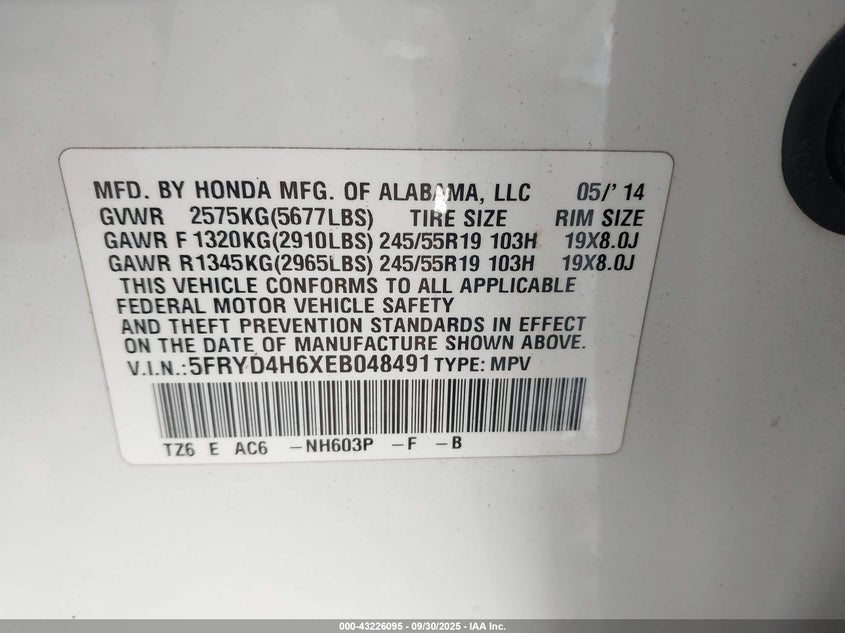 MFD. BY HONDA MFG. OF ALABAMA, LLC 05/' 14
GVWR 2575KG(5677LBS) TIRE SIZE RIM SIZE
GAWR F 1320KG(2910LBS) 245/55R19 103H 19X8.0J
GAWR R1345KG(2965LBS) 245/55R19 103H 19X8.0J
THIS VEHICLE CONFORMS TO ALL APPLICABLE
FEDERAL MOTOR VEHICLE SAFETY
AND THEFT PREVENTION STANDARDS IN EFFECT
ON THE DATE OF MANUFACTURE SHOWN ABOVE.
V.I.N.:5FRYD4H6XEB048491 TYPE: MPV
TZ6 E AC6 -NH603P -F -B
000-43226095 - 09/30/2025 - IAA Inc.